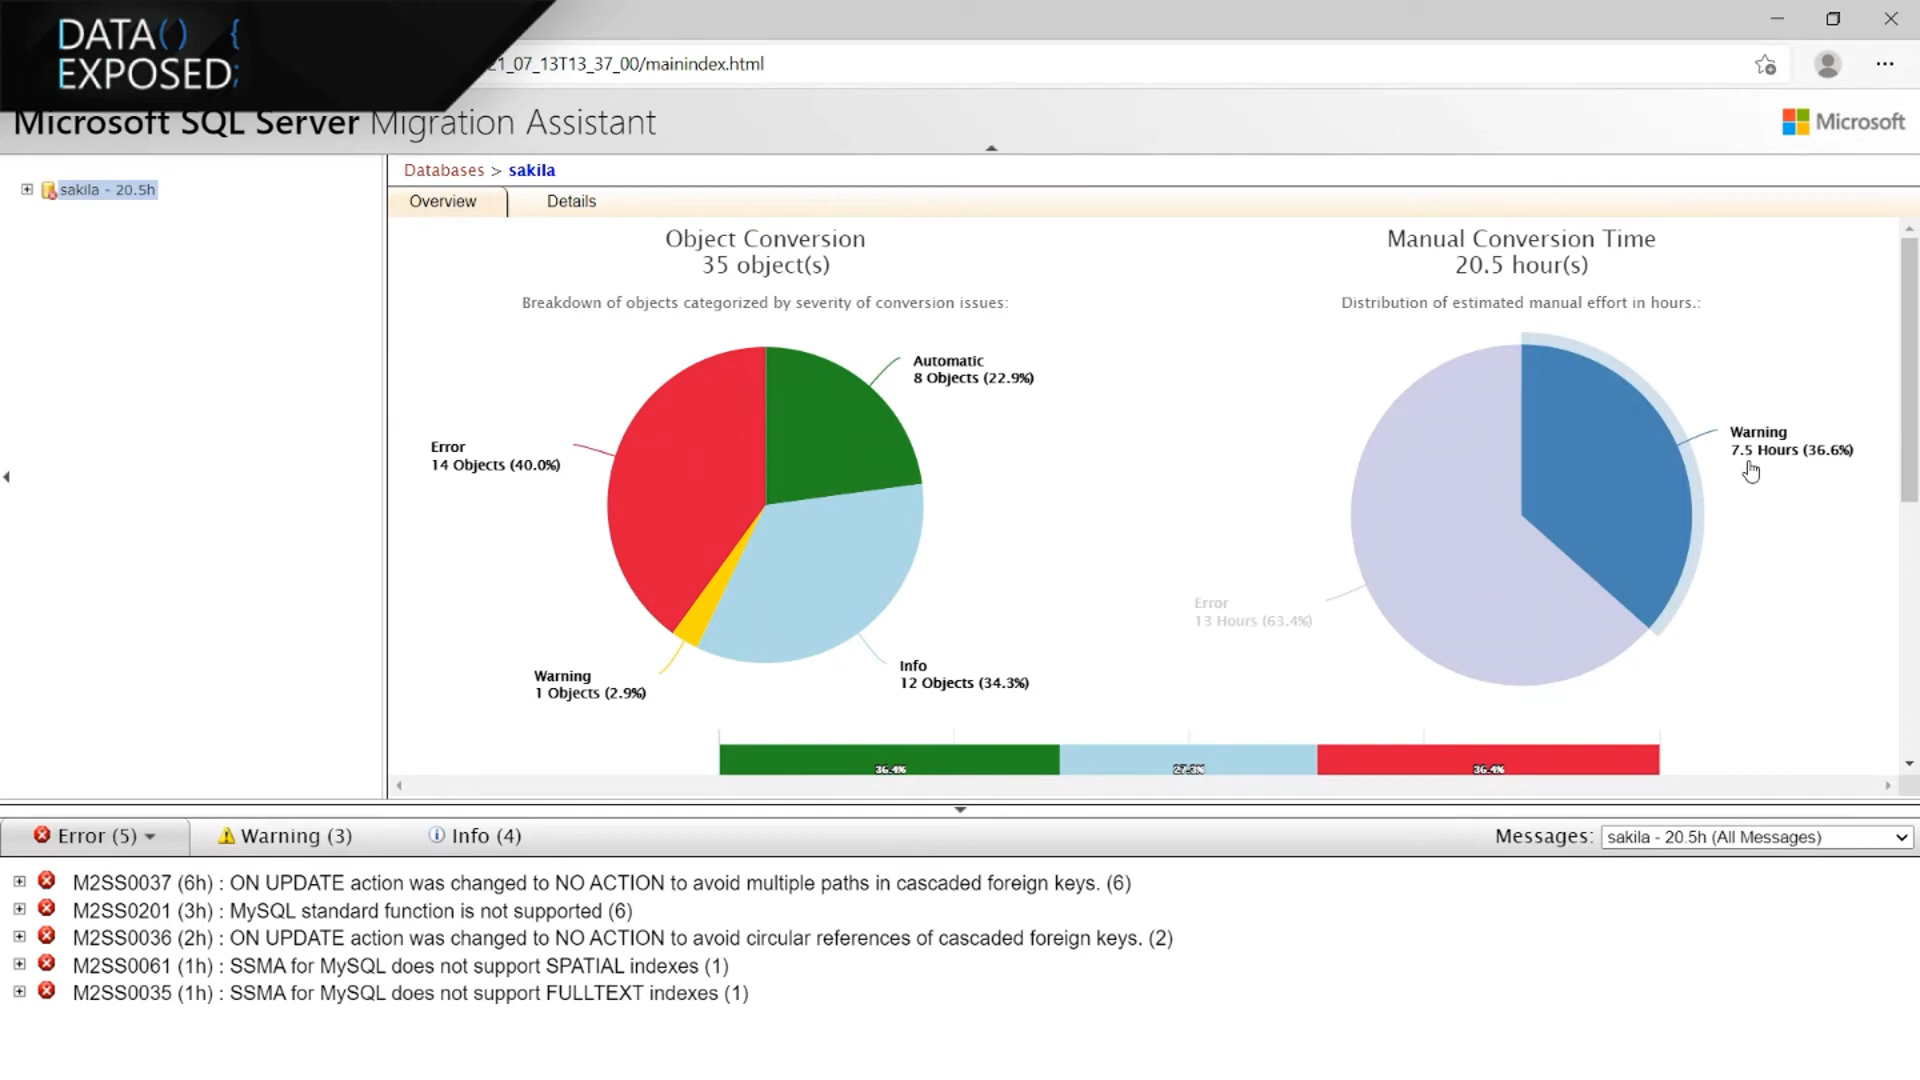 DATA() {
EXPOSED;
21_07_13T13_37_00/mainindex.html
Microsoft SQL Server Migration Assistant
Microsoft
sakila - 20.5h
Databases > sakila
Overview
Details
Object Conversion
35 object(s)
Breakdown of objects categorized by severity of conversion issues:
Automatic
8 Objects (22.9%)
Error
14 Objects (40.0%)
Info
12 Objects (34.3%)
Warning
1 Objects (2.9%)
Manual Conversion Time
20.5 hour(s)
Distribution of estimated manual effort in hours.:
Warning
7.5 Hours (36.6%)
Error
13 Hours (63.4%)
36.4% 27.3% 36.4%
Error (5)
Warning (3)
Info (4)
Messages: sakila - 20.5h (All Messages)
M2SS0037 (6h) : ON UPDATE action was changed to NO ACTION to avoid multiple paths in cascaded foreign keys. (6)
M2SS0201 (3h) : MySQL standard function is not supported (6)
M2SS0036 (2h) : ON UPDATE action was changed to NO ACTION to avoid circular references of cascaded foreign keys. (2)
M2SS0061 (1h) : SSMA for MySQL does not support SPATIAL indexes (1)
M2SS0035 (1h) : SSMA for MySQL does not support FULLTEXT indexes (1)